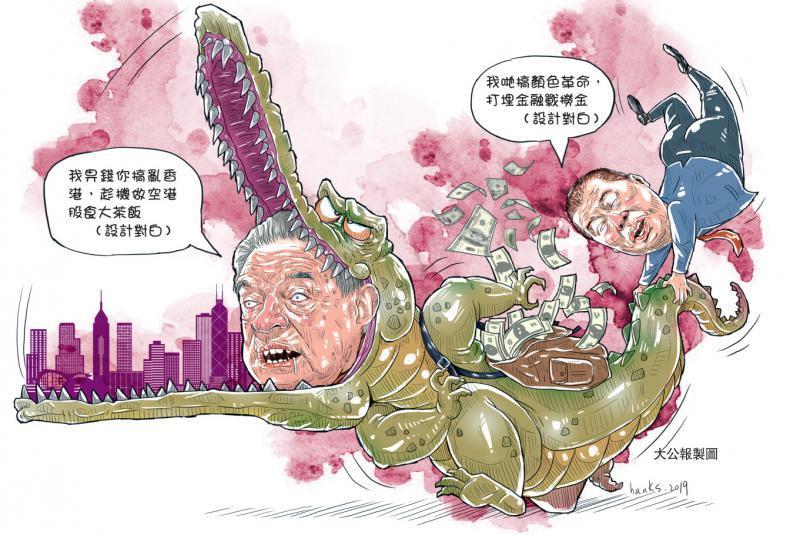 我畀錢你搞亂香
港，趁機做空港
股食大茶飯
（設計對白）
我哋搞顏色革命，
打埋金融戰撈金
（設計對白）
大公報製圖
hanks.2019